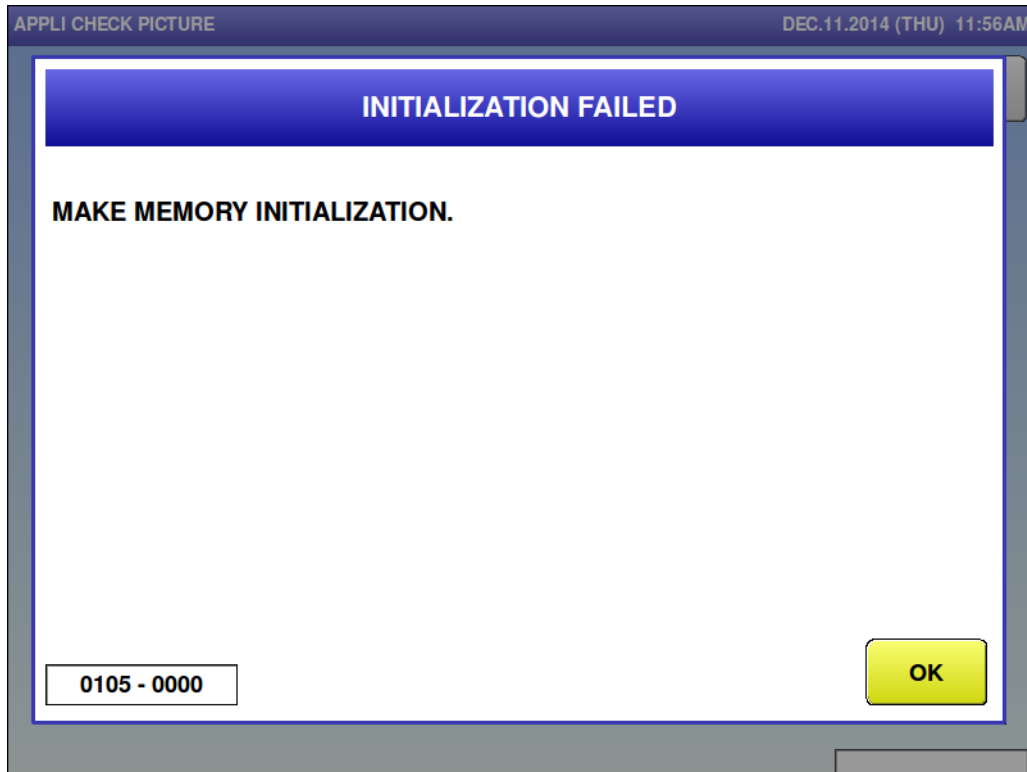 APPLI CHECK PICTURE DEC.11.2014 (THU) 11:56AM
INITIALIZATION FAILED
MAKE MEMORY INITIALIZATION.
0105 - 0000
OK